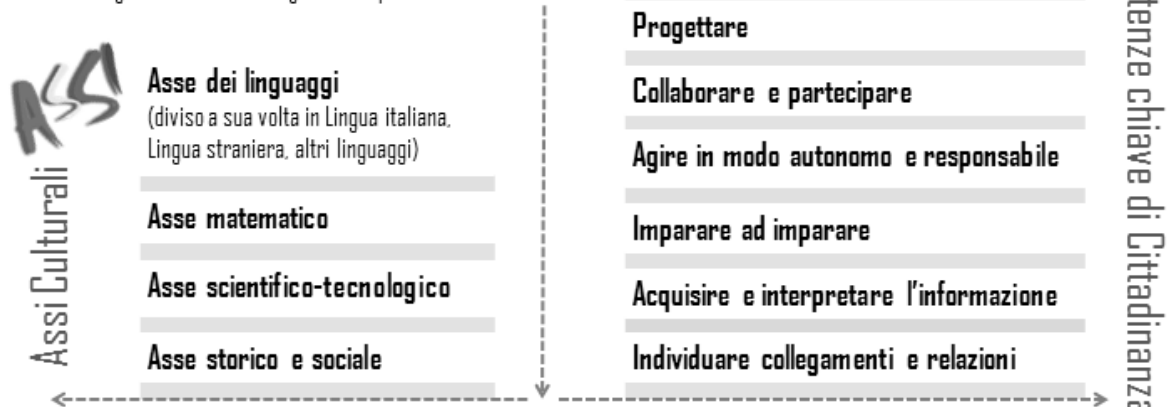 ASSI
Assi Culturali
Asse dei linguaggi
(diviso a sua volta in Lingua italiana,
Lingua straniera, altri linguaggi)
Asse matematico
Asse scientifico-tecnologico
Asse storico e sociale
Progettare
Collaborare e partecipare
Agire in modo autonomo e responsabile
Imparare ad imparare
Acquisire e interpretare l'informazione
Individuare collegamenti e relazioni
chiave di Cittadinanza